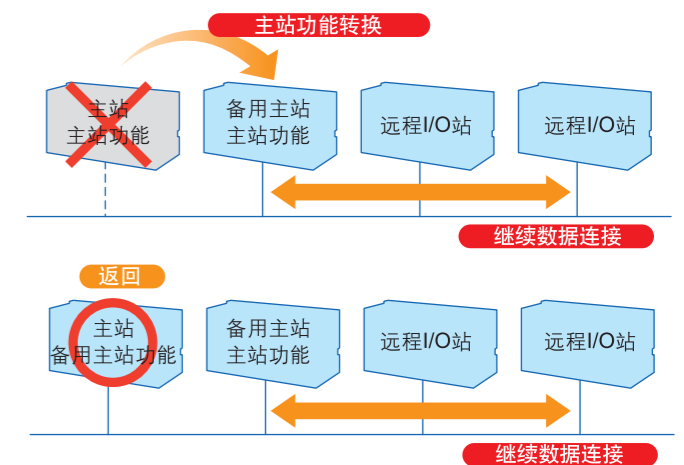 主站功能转换
主站
主站功能
备用主站
主站功能
远程I/O站
远程I/O站
继续数据连接
返回
主站
备用主站功能
备用主站
主站功能
远程I/O站
远程I/O站
继续数据连接